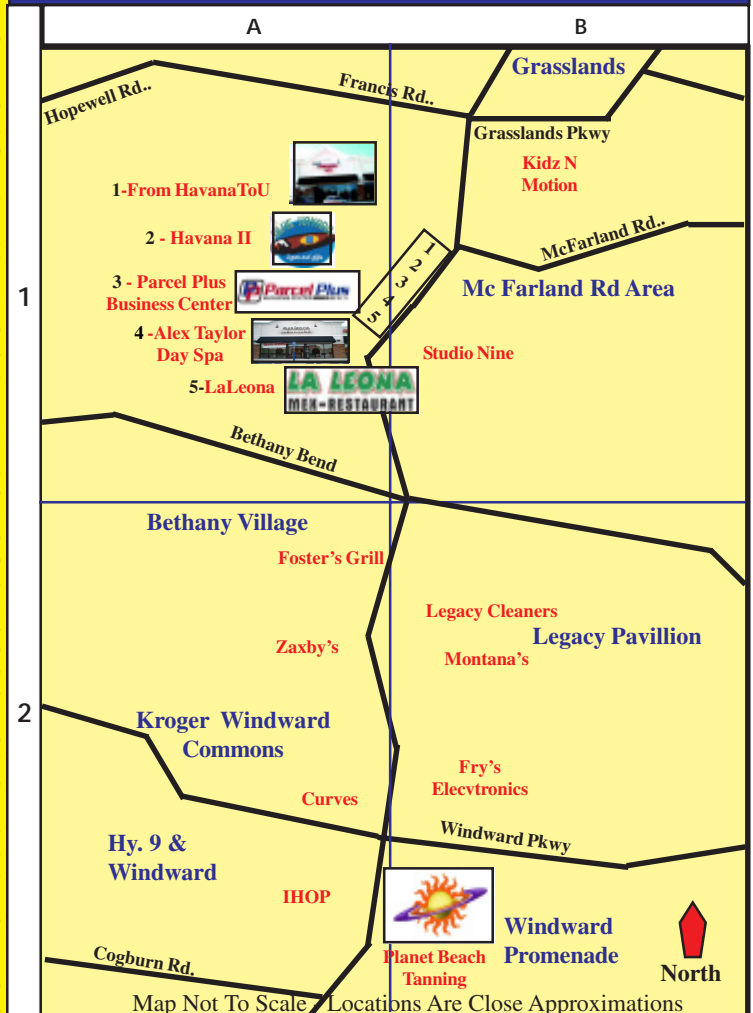 A
B
Grasslands
Hopewell Rd..
Francis Rd..
Grasslands Pkwy
Kidz N
Motion
1-From HavanaToU
2 - Havana II
McFarland Rd..
1
2
3
4
5
3 - Parcel Plus
Business Center
Parcel Plus
Mc Farland Rd Area
1
4 -Alex Taylor
Day Spa
Studio Nine
5-LaLeona
LA LEONA
MEX-RESTAURANT
Bethany Bend
Bethany Village
Foster's Grill
Legacy Cleaners
Legacy Pavillion
Zaxby's
Montana's
2
Kroger Windward
Commons
Fry's
Elecvtronics
Curves
Windward Pkwy
Hy. 9 &
Windward
IHOP
Windward
Promenade
Planet Beach
Tanning
Cogburn Rd.
North
Map Not To Scale - Locations Are Close Approximations